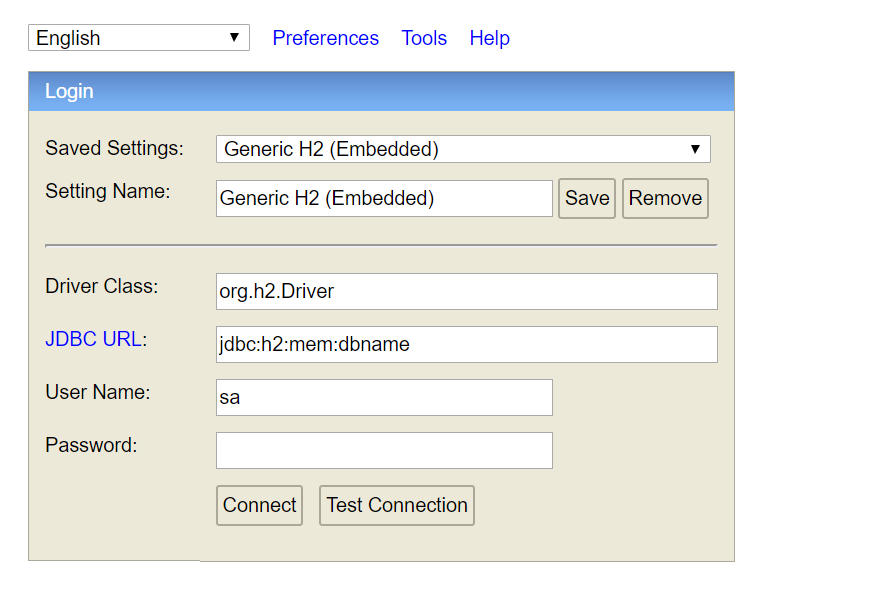 English Preferences Tools Help
Login
Saved Settings: Generic H2 (Embedded)
Setting Name: Generic H2 (Embedded) Save Remove
Driver Class: org.h2.Driver
JDBC URL: jdbc:h2:mem:dbname
User Name: sa
Password:
Connect Test Connection